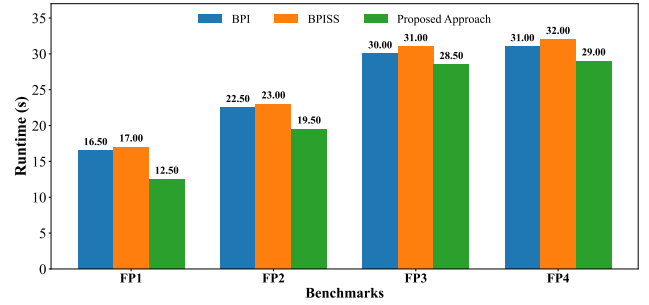 BPI BPISS Proposed Approach
35
30
25
20
15
10
5
0
Runtime (s)
16.50 17.00 12.50
22.50 23.00 19.50
30.00 31.00 28.50
31.00 32.00 29.00
FP1 FP2 FP3 FP4
Benchmarks